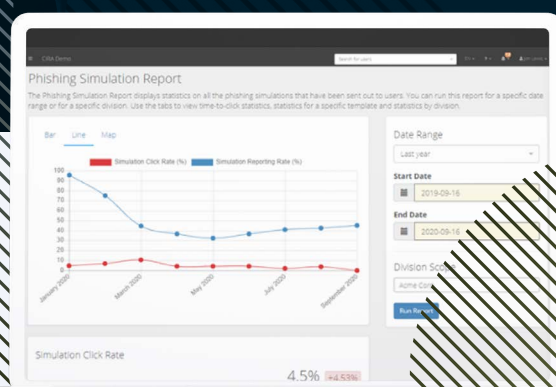 CIRA Demo
Search for users
Phishing Simulation Report
The Phishing Simulation Report displays statistics on all the phishing simulations that have been sent out to users. You can run this report for a specific date
range or for a specific division. Use the tabs to view time-to-click statistics, statistics for a specific template and statistics by division.
Bar Line Map
Simulation Click Rate (%) Simulation Reporting Rate (%)
100
90
80
70
60
50
40
30
20
10
0
January 2020 March 2020 May 2020 July 2020 September 2020
Date Range
Last year
Start Date
2019-09-16
End Date
2020-09-16
Division Scope
Acme
Run Report
Simulation Click Rate
4.5% +4.53%